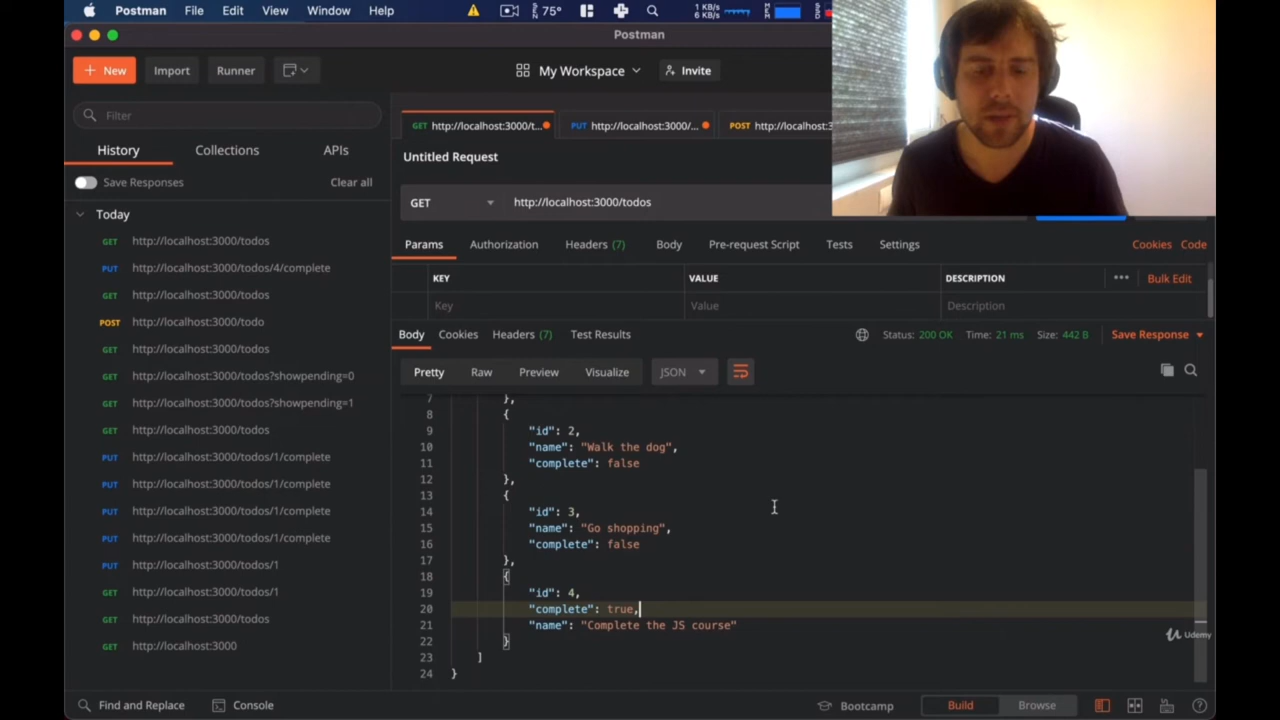 Postman File Edit View Window Help SEN 75° 1 KB/s 6 KB/s MEM
Postman
New Import Runner My Workspace Invite
Filter
GET http://localhost:3000/t... PUT http://localhost:3000/... POST http://localhost:3
History Collections APIs
Untitled Request
Save Responses Clear all
GET http://localhost:3000/todos
Today
GET http://localhost:3000/todos
PUT http://localhost:3000/todos/4/complete
GET http://localhost:3000/todos
POST http://localhost:3000/todo
GET http://localhost:3000/todos
GET http://localhost:3000/todos?showpending=0
GET http://localhost:3000/todos?showpending=1
GET http://localhost:3000/todos
PUT http://localhost:3000/todos/1/complete
PUT http://localhost:3000/todos/1/complete
PUT http://localhost:3000/todos/1/complete
PUT http://localhost:3000/todos/1/complete
PUT http://localhost:3000/todos/1
GET http://localhost:3000/todos/1
GET http://localhost:3000/todos
GET http://localhost:3000
Params Authorization Headers (7) Body Pre-request Script Tests Settings Cookies Code
KEY VALUE DESCRIPTION ••• Bulk Edit
Key Value Description
Body Cookies Headers (7) Test Results Status: 200 OK Time: 21 ms Size: 442 B Save Response
Pretty Raw Preview Visualize JSON
7 },
8 {
9 "id": 2,
10 "name": "Walk the dog",
11 "complete": false
12 },
13 {
14 "id": 3,
15 "name": "Go shopping",
16 "complete": false
17 },
18 {
19 "id": 4,
20 "complete": true,
21 "name": "Complete the JS course"
22 }
23 ]
24 }
Udemy
Find and Replace Console Bootcamp Build Browse